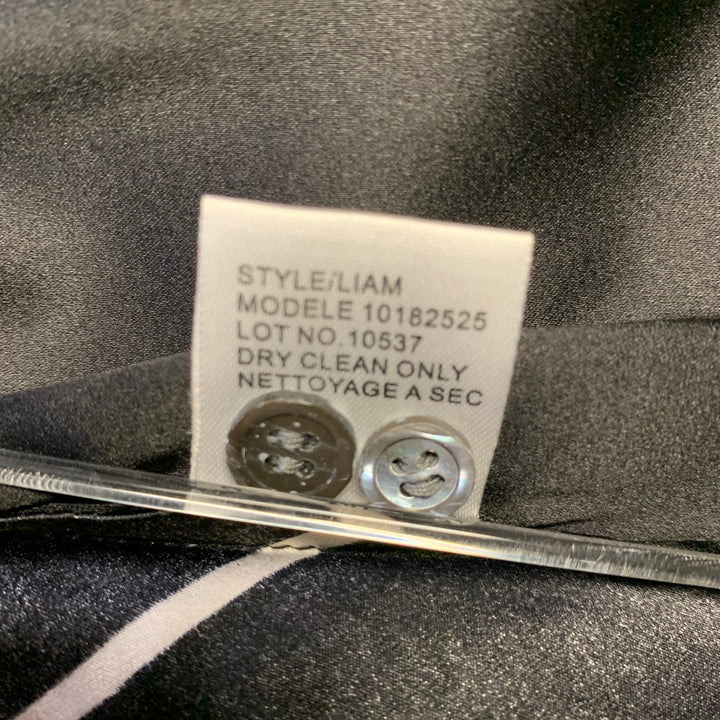 STYLE/LIAM
MODELE 10182525
LOT NO.10537
DRY CLEAN ONLY
NETTOYAGE A SEC